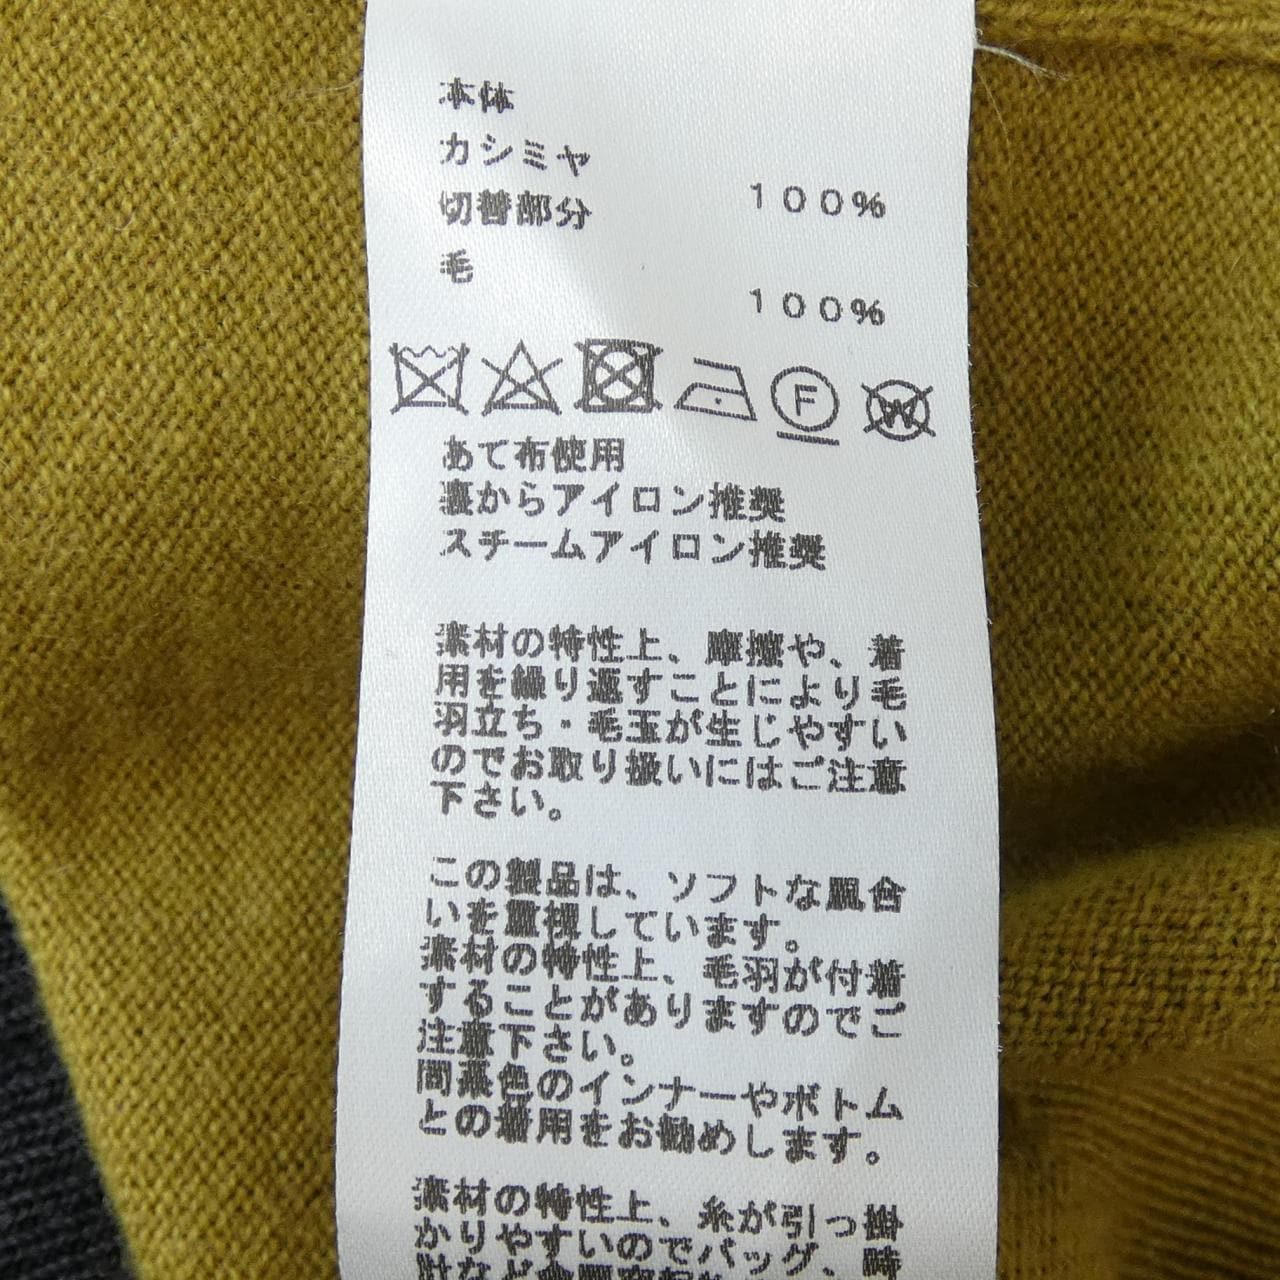 本体
カシミヤ
100%
切替部分
毛
100%
F
W
あて布使用
裏からアイロン推奨
スチームアイロン推奨
素材の特性上、摩擦や、着
用を繰り返すことにより毛
羽立ち・毛玉が生じやすい
のでお取り扱いにはご注意
下さい。
この製品は、ソフトな風合
いを重視しています。
素材の特性上、毛羽が付着
することがありますのでご
注意下さい。
同系色のインナーやボトム
との着用をお勧めします。
素材の特性上、糸が引っ掛
かりやすいのでバッグ、時
計など金具